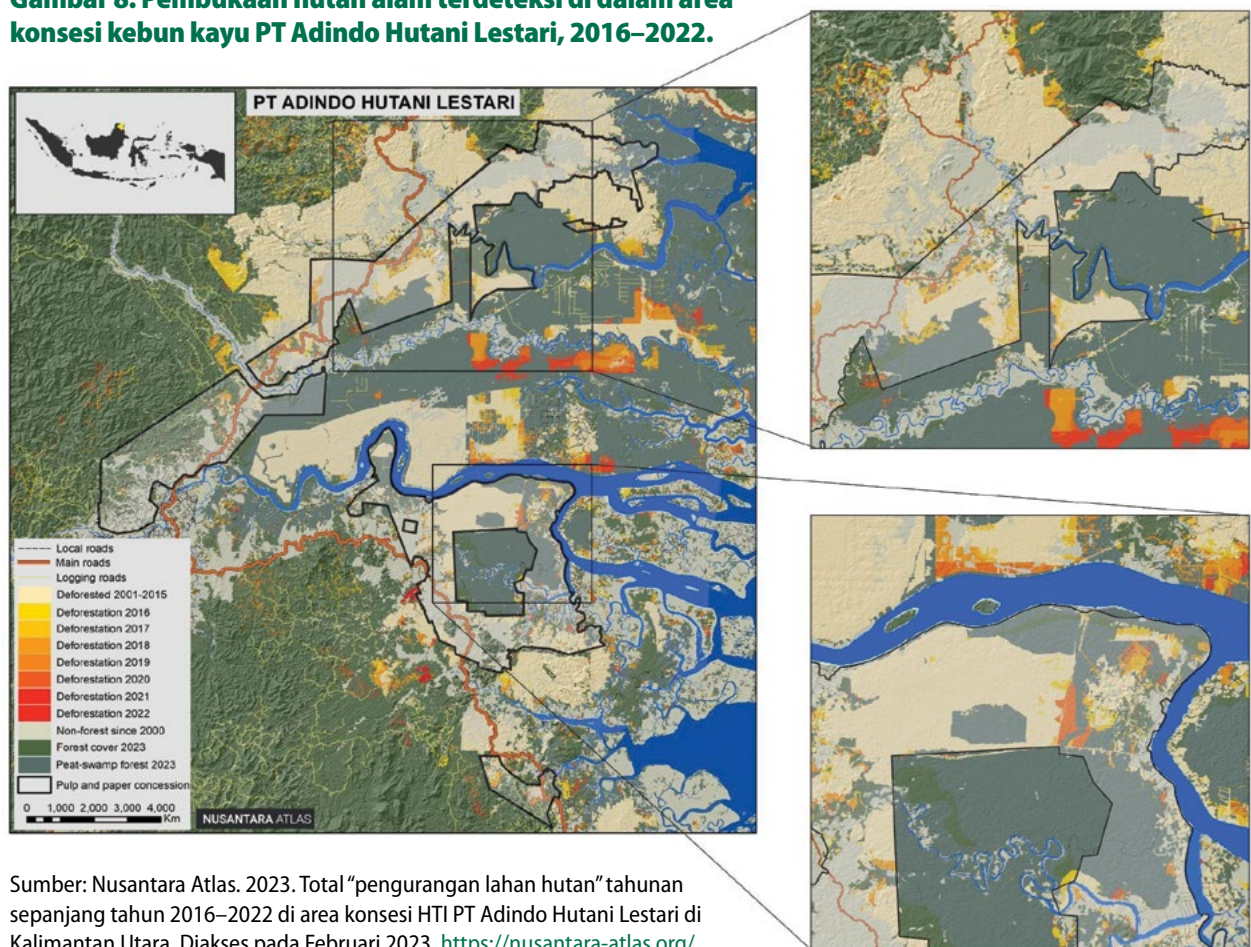 Gambar 8. Pembukaan hutan alam terdeteksi di dalam area
konsesi kebun kayu PT Adindo Hutani Lestari, 2016–2022.
PT ADINDO HUTANI LESTARI
Local roads
Main roads
Logging roads
Deforested 2001-2015
Deforestation 2016
Deforestation 2017
Deforestation 2018
Deforestation 2019
Deforestation 2020
Deforestation 2021
Deforestation 2022
Non-forest since 2000
Forest cover 2023
Peat-swamp forest 2023
Pulp and paper concession
0 1,000 2,000 3,000 4,000
Km
NUSANTARA ATLAS
Sumber: Nusantara Atlas. 2023. Total “pengurangan lahan hutan” tahunan
sepanjang tahun 2016–2022 di area konsesi HTI PT Adindo Hutani Lestari di
Kalimantan Utara. Diakses pada Februari 2023. https://nusantara-atlas.org/